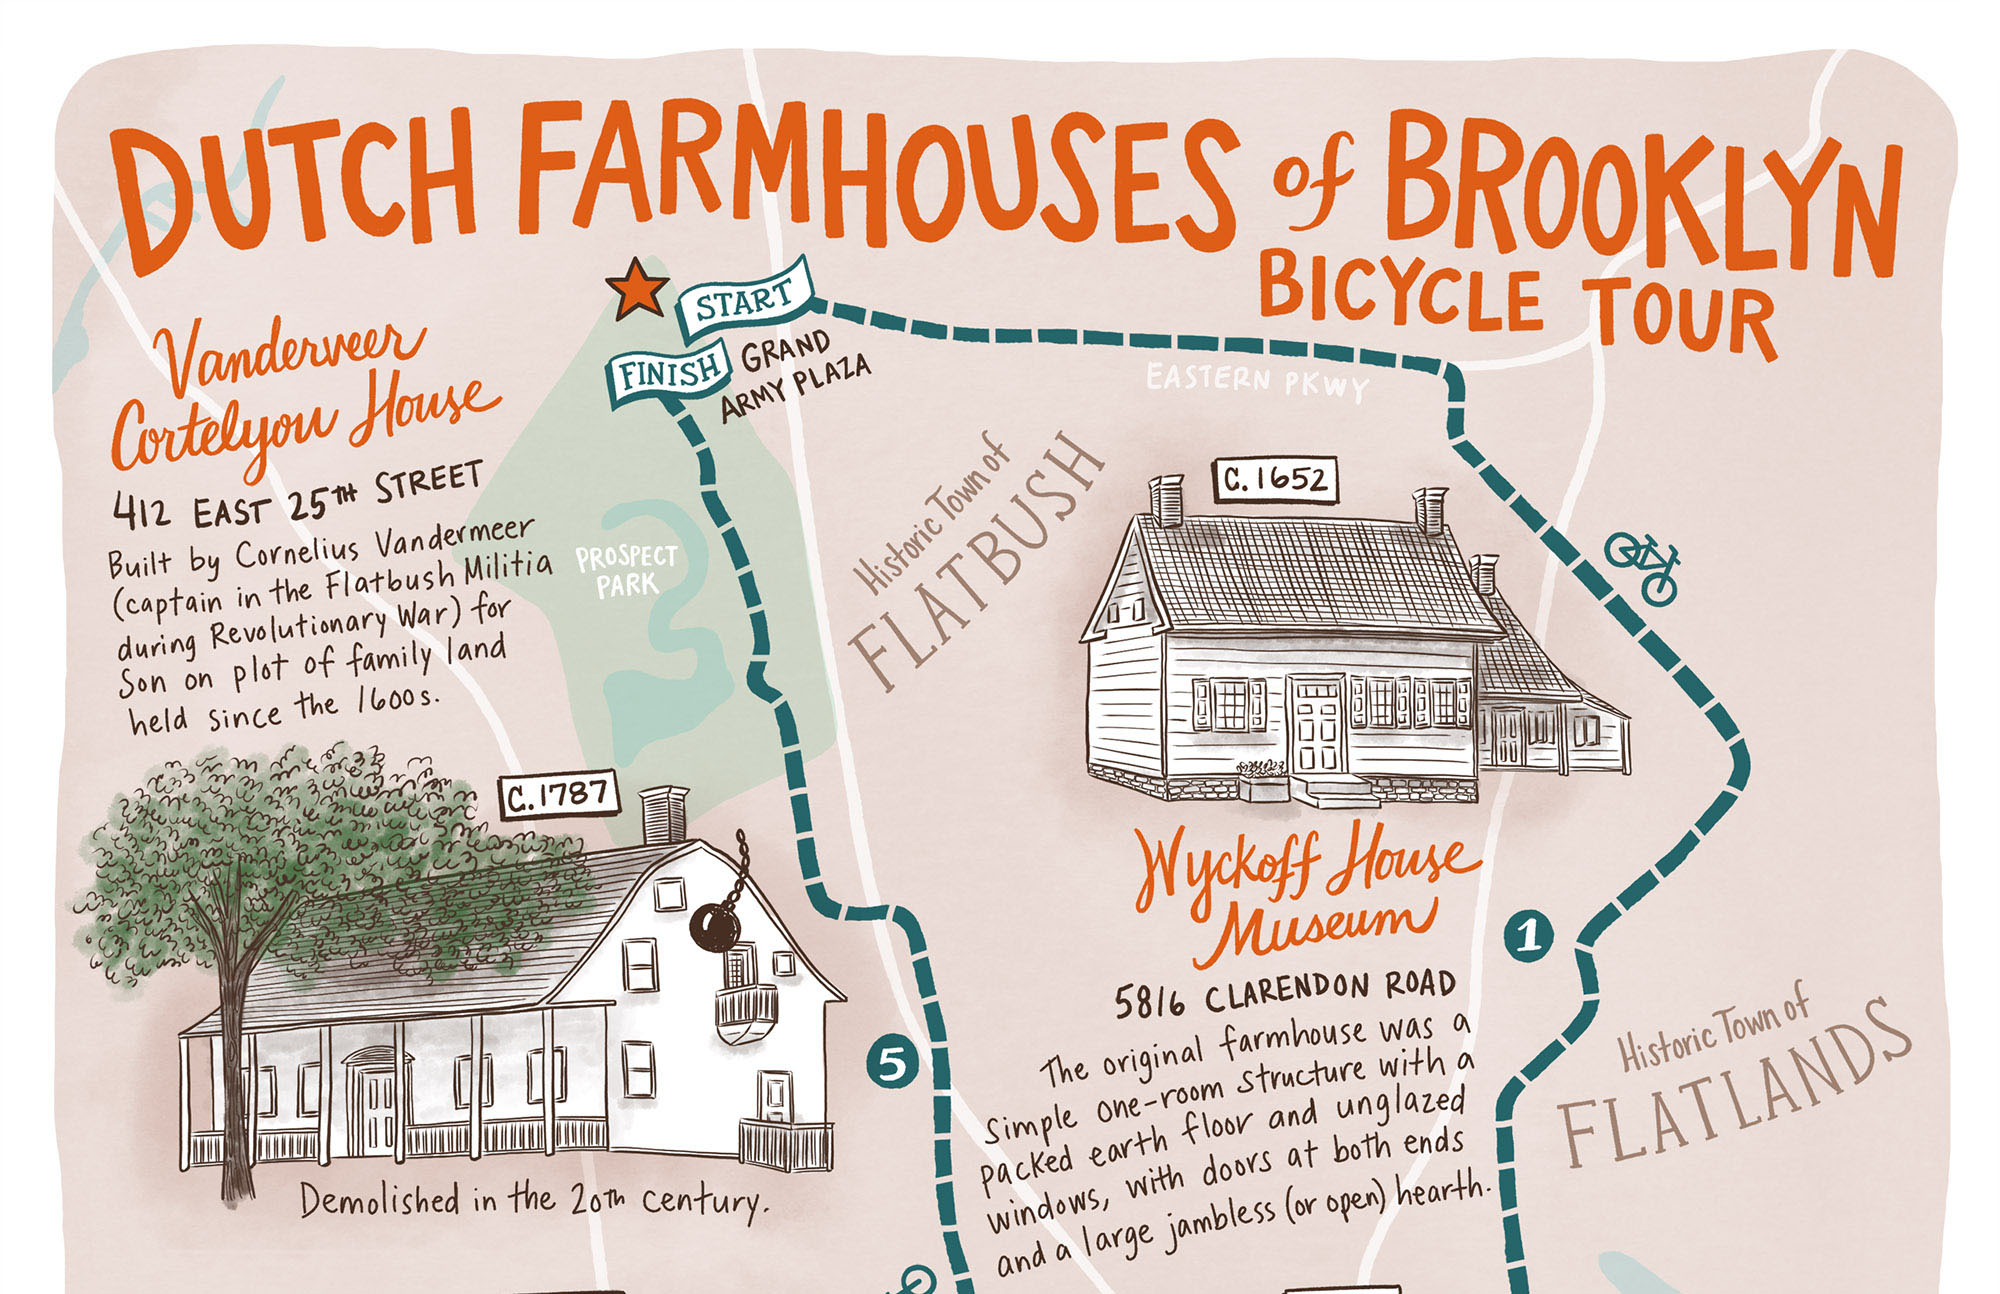 DUTCH FARMHOUSES of BROOKLYN
BICYCLE TOUR
START
FINISH
GRAND
ARMY PLAZA
EASTERN PKWY
Vanderveer
Cortelyou House
412 EAST 25TH STREET
Built by Cornelius Vandermeer
(captain in the Flatbush Militia
during Revolutionary War) for
Son on plot of family land
held since the 1600s.
PROSPECT
PARK
Historic Town of
FLATBUSH
C. 1652
C. 1787
Wyckoff House
Museum
5816 CLARENDON ROAD
The original farmhouse was a
simple one-room structure with a
packed earth floor and unglazed
windows, with doors at both ends
and a large jambless (or open) hearth.
1
Historic Town of
FLATLANDS
5
Demolished in the 20th century.